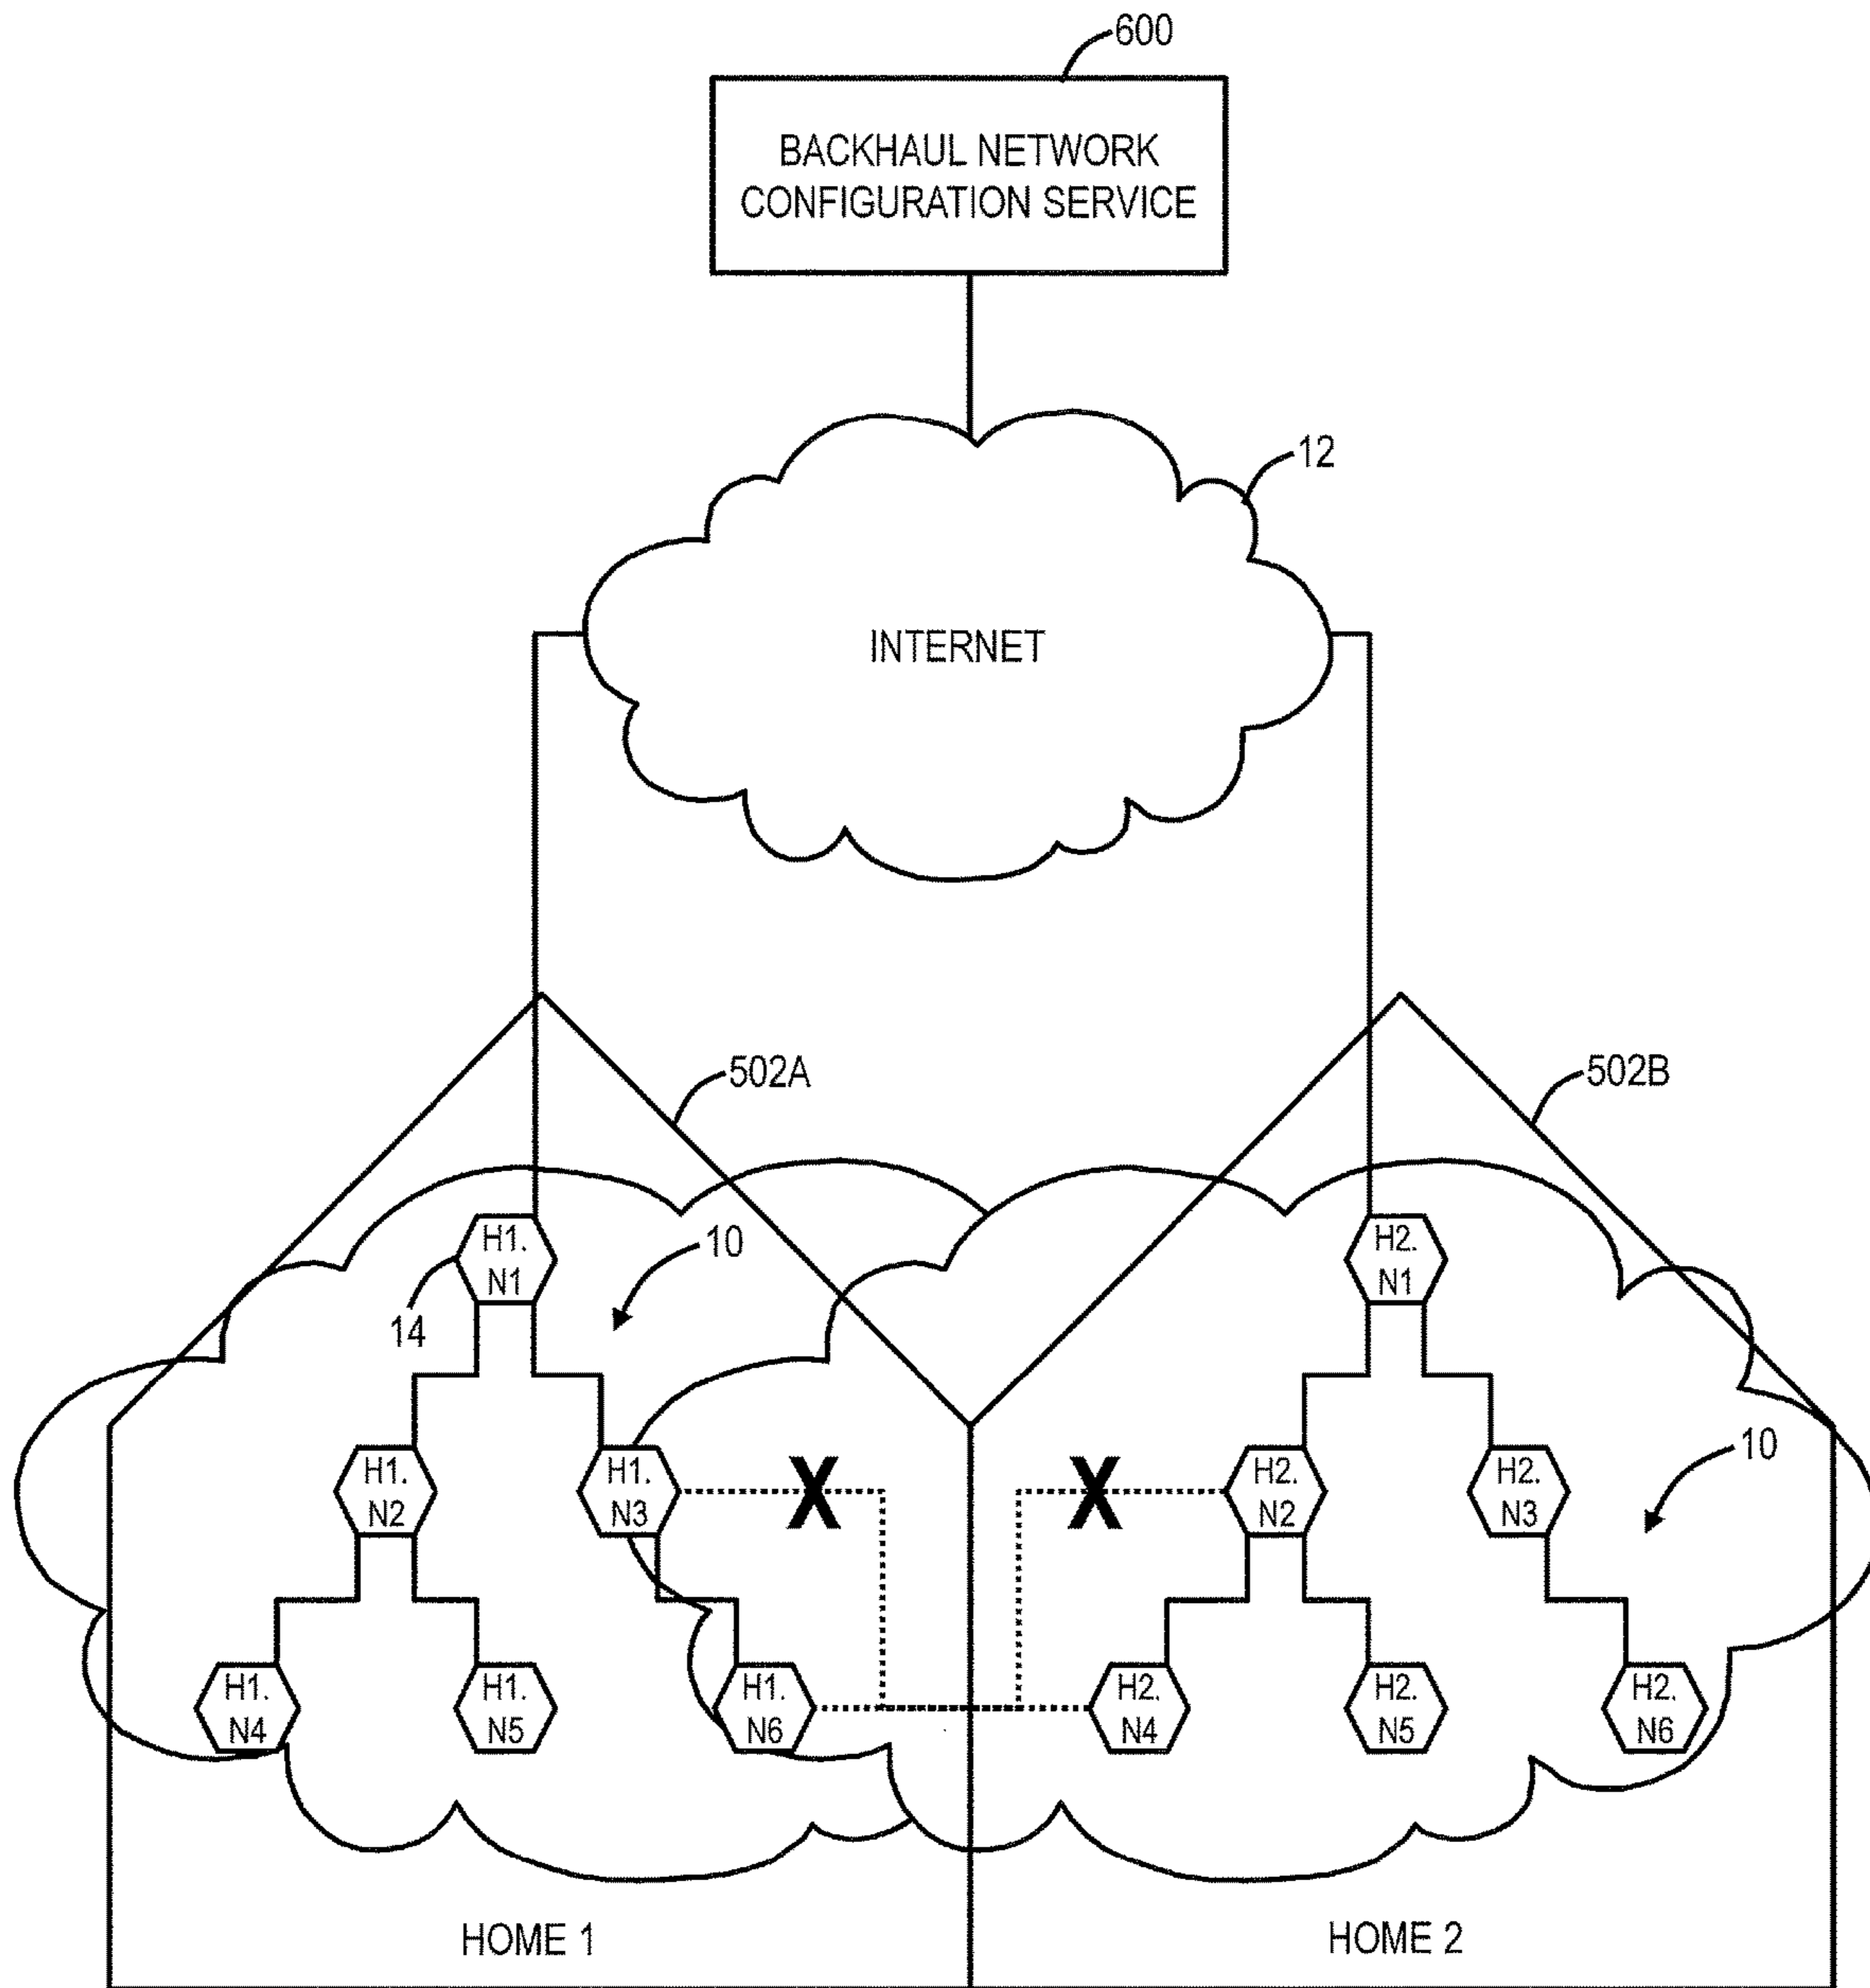 600
BACKHAUL NETWORK
CONFIGURATION SERVICE
12
INTERNET
502A
502B
H1.
N1
10
14
H2.
N1
H1.
N2
H1.
N3
X
X
H2.
N2
H2.
N3
10
H1.
N4
H1.
N5
H1.
N6
H2.
N4
H2.
N5
H2.
N6
HOME 1
HOME 2